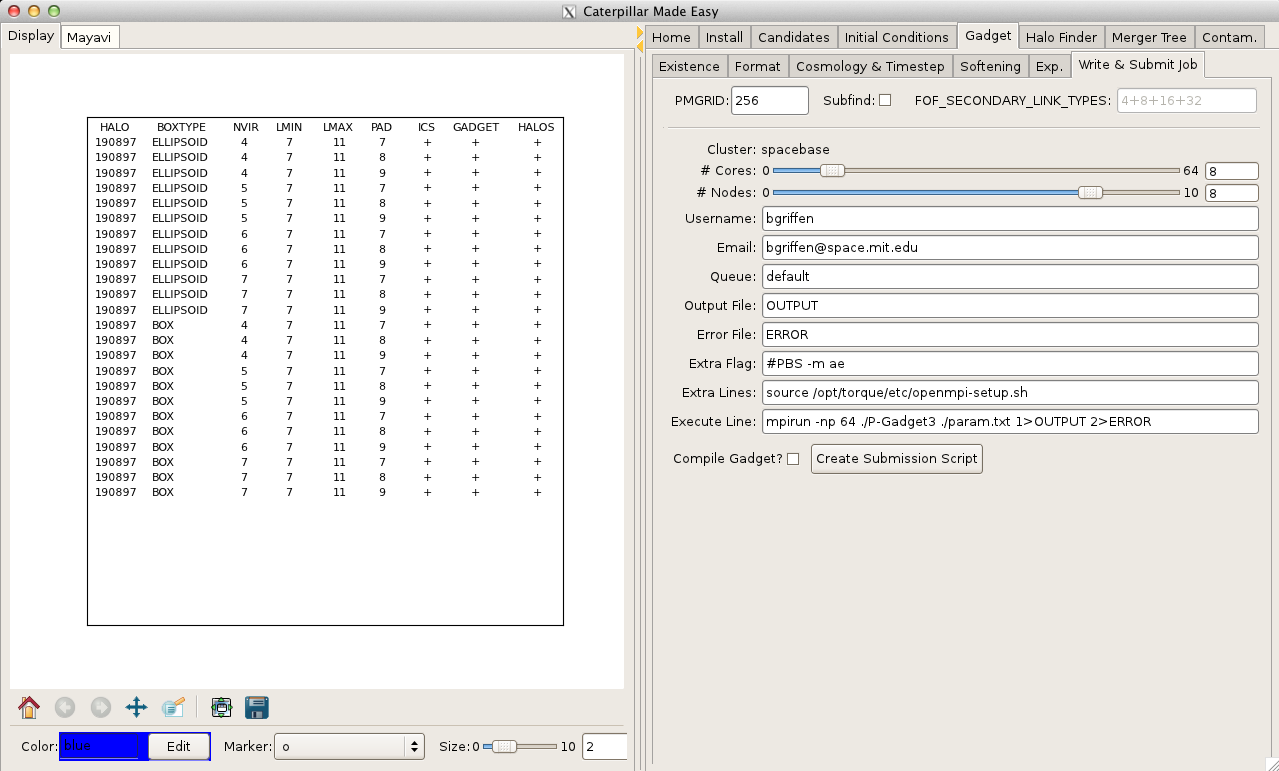 Caterpillar Made Easy
Display Mayavi
HALO BOXTYPE NVIR LMIN LMAX PAD ICS GADGET HALOS
190897 ELLIPSOID 4 7 11 7 + + +
190897 ELLIPSOID 4 7 11 8 + + +
190897 ELLIPSOID 4 7 11 9 + + +
190897 ELLIPSOID 5 7 11 7 + + +
190897 ELLIPSOID 5 7 11 8 + + +
190897 ELLIPSOID 5 7 11 9 + + +
190897 ELLIPSOID 6 7 11 7 + + +
190897 ELLIPSOID 6 7 11 8 + + +
190897 ELLIPSOID 6 7 11 9 + + +
190897 ELLIPSOID 7 7 11 7 + + +
190897 ELLIPSOID 7 7 11 8 + + +
190897 ELLIPSOID 7 7 11 9 + + +
190897 BOX 4 7 11 7 + + +
190897 BOX 4 7 11 8 + + +
190897 BOX 4 7 11 9 + + +
190897 BOX 5 7 11 7 + + +
190897 BOX 5 7 11 8 + + +
190897 BOX 5 7 11 9 + + +
190897 BOX 6 7 11 7 + + +
190897 BOX 6 7 11 8 + + +
190897 BOX 6 7 11 9 + + +
190897 BOX 7 7 11 7 + + +
190897 BOX 7 7 11 8 + + +
190897 BOX 7 7 11 9 + + +
Color: blue Edit Marker: o Size: 0 10 2
Home Install Candidates Initial Conditions Gadget Halo Finder Merger Tree Contam.
Existence Format Cosmology & Timestep Softening Exp. Write & Submit Job
PMGRID: 256 Subfind: FOF_SECONDARY_LINK_TYPES: 4+8+16+32
Cluster: spacebase
# Cores: 0 64 8
# Nodes: 0 10 8
Username: bgriffen
Email: bgriffen@space.mit.edu
Queue: default
Output File: OUTPUT
Error File: ERROR
Extra Flag: #PBS -m ae
Extra Lines: source /opt/torque/etc/openmpi-setup.sh
Execute Line: mpirun -np 64 ./P-Gadget3 ./param.txt 1>OUTPUT 2>ERROR
Compile Gadget? Create Submission Script